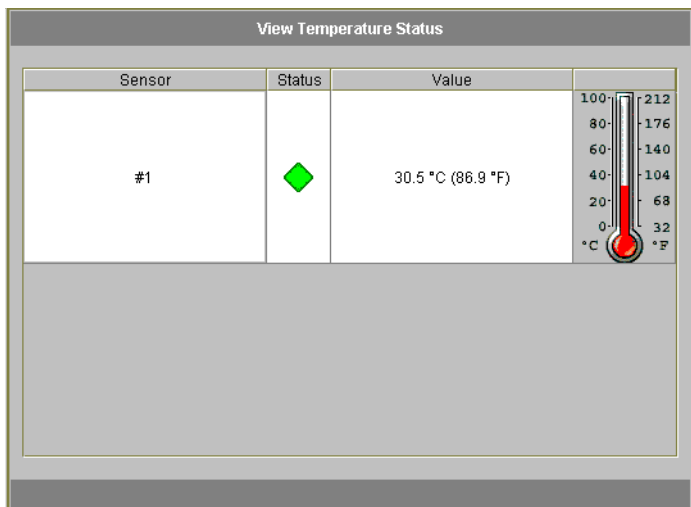 View Temperature Status
Sensor Status Value
#1 30.5 °C (86.9 °F)
100 212
80 176
60 140
40 104
20 68
0 32
°C °F